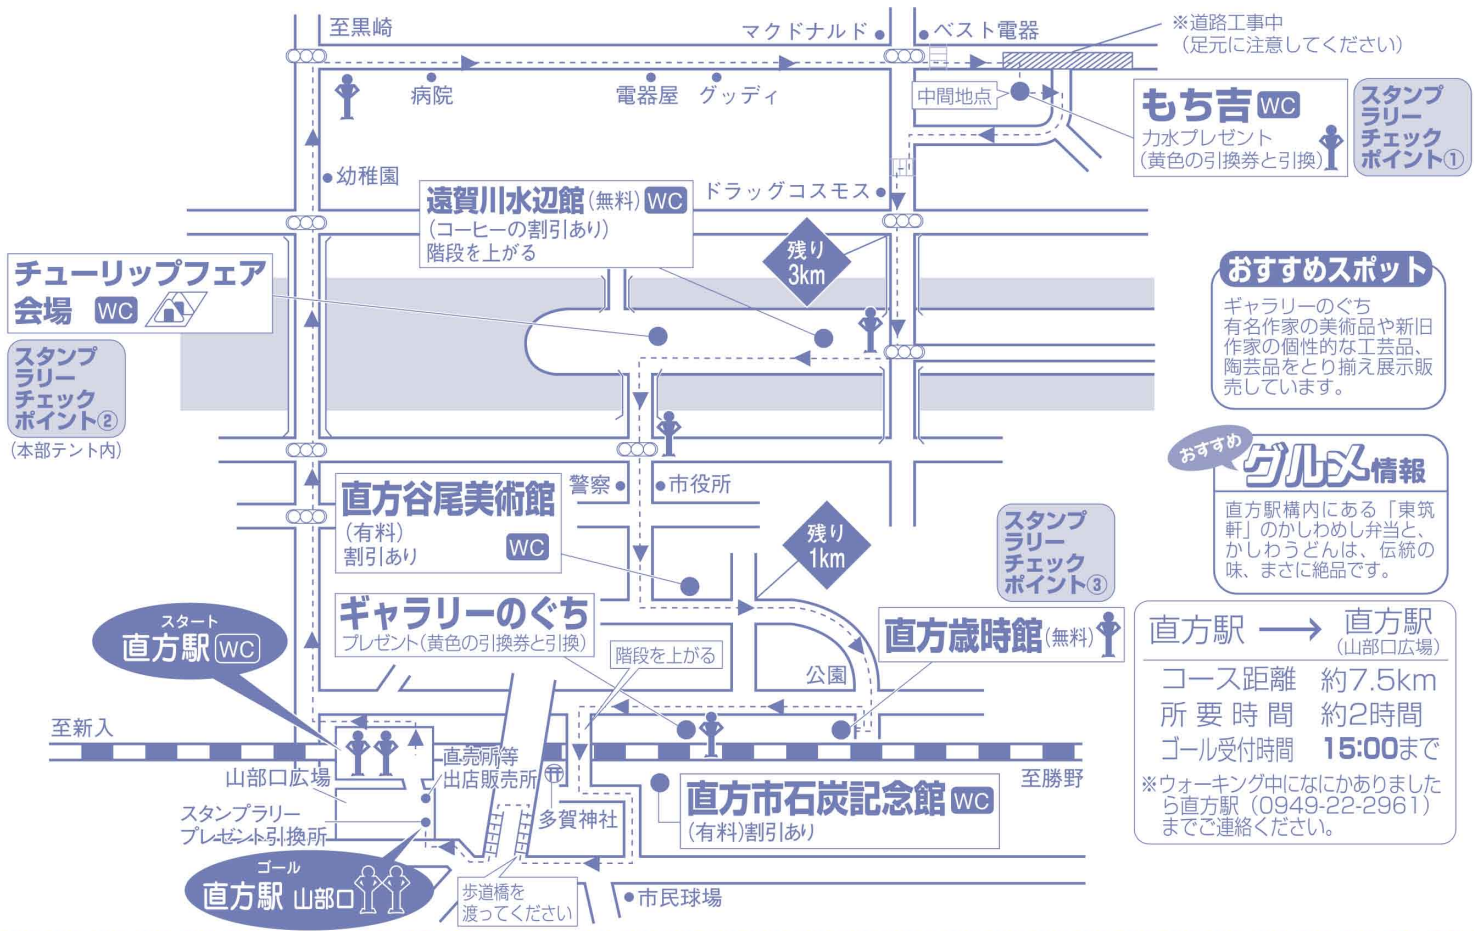 至黒崎
マクドナルド
ベスト電器
※道路工事中
(足元に注意してください)
病院
電器屋
グッディ
中間地点
もち吉 WC
力水プレゼント
(黄色の引換券と引換)
スタンプ
ラリー
チェック
ポイント①
幼稚園
遠賀川水辺館(無料) WC
(コーヒーの割引あり)
階段を上がる
ドラッグコスモス
残り
3km
チューリップフェア
会場 WC
スタンプ
ラリー
チェック
ポイント②
(本部テント内)
おすすめスポット
ギャラリーのぐち
有名作家の美術品や新旧
作家の個性的な工芸品、
陶芸品をとり揃え展示販
売しています。
おすすめ
グルメ情報
直方駅構内にある「東筑
軒」のかしわめし弁当と、
かしわうどんは、伝統の
味、まさに絶品です。
直方谷尾美術館
(有料)
割引あり
WC
警察
市役所
残り
1km
スタンプ
ラリー
チェック
ポイント③
スタート
直方駅 WC
ギャラリーのぐち
プレゼント(黄色の引換券と引換)
階段を上がる
公園
直方歳時館(無料)
直方駅 → 直方駅
(山部口広場)
コース距離 約7.5km
所要時間 約2時間
ゴール受付時間 15:00まで
※ウォーキング中になにかありました
ら直方駅(0949-22-2961)
までご連絡ください。
至新入
山部口広場
直売所等
出店販売所
至勝野
スタンプラリー
プレゼント引換所
多賀神社
直方市石炭記念館 WC
(有料)割引あり
ゴール
直方駅 山部口
歩道橋を
渡ってください
市民球場